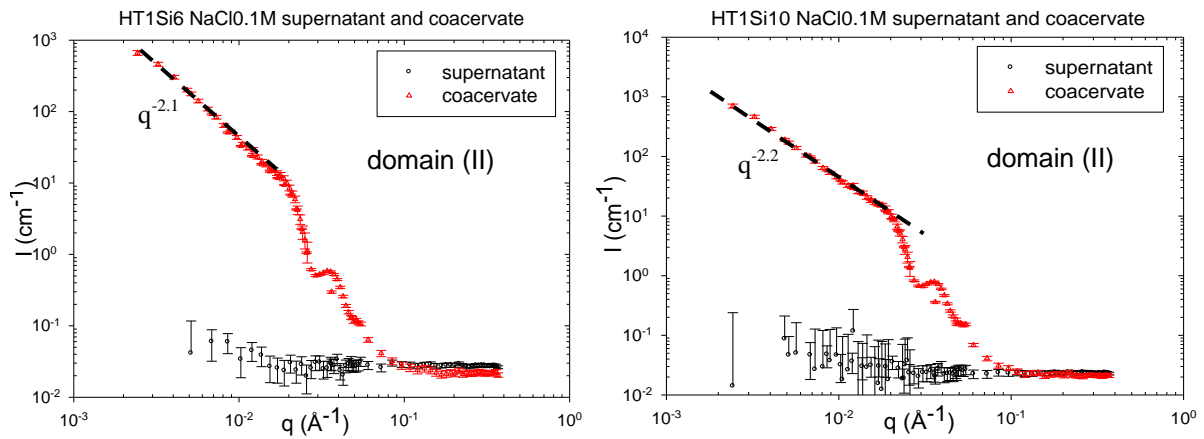 HT1Si6 NaCl0.1M supernatant and coacervate
10^3
10^2
10^1
10^0
10^-1
10^-2
I (cm^-1)
supernatant
coacervate
q^-2.1
domain (II)
10^-3
10^-2
10^-1
10^0
q (Å^-1)
HT1Si10 NaCl0.1M supernatant and coacervate
10^4
10^3
10^2
10^1
10^0
10^-1
10^-2
I (cm^-1)
supernatant
coacervate
q^-2.2
domain (II)
10^-3
10^-2
10^-1
10^0
q (Å^-1)